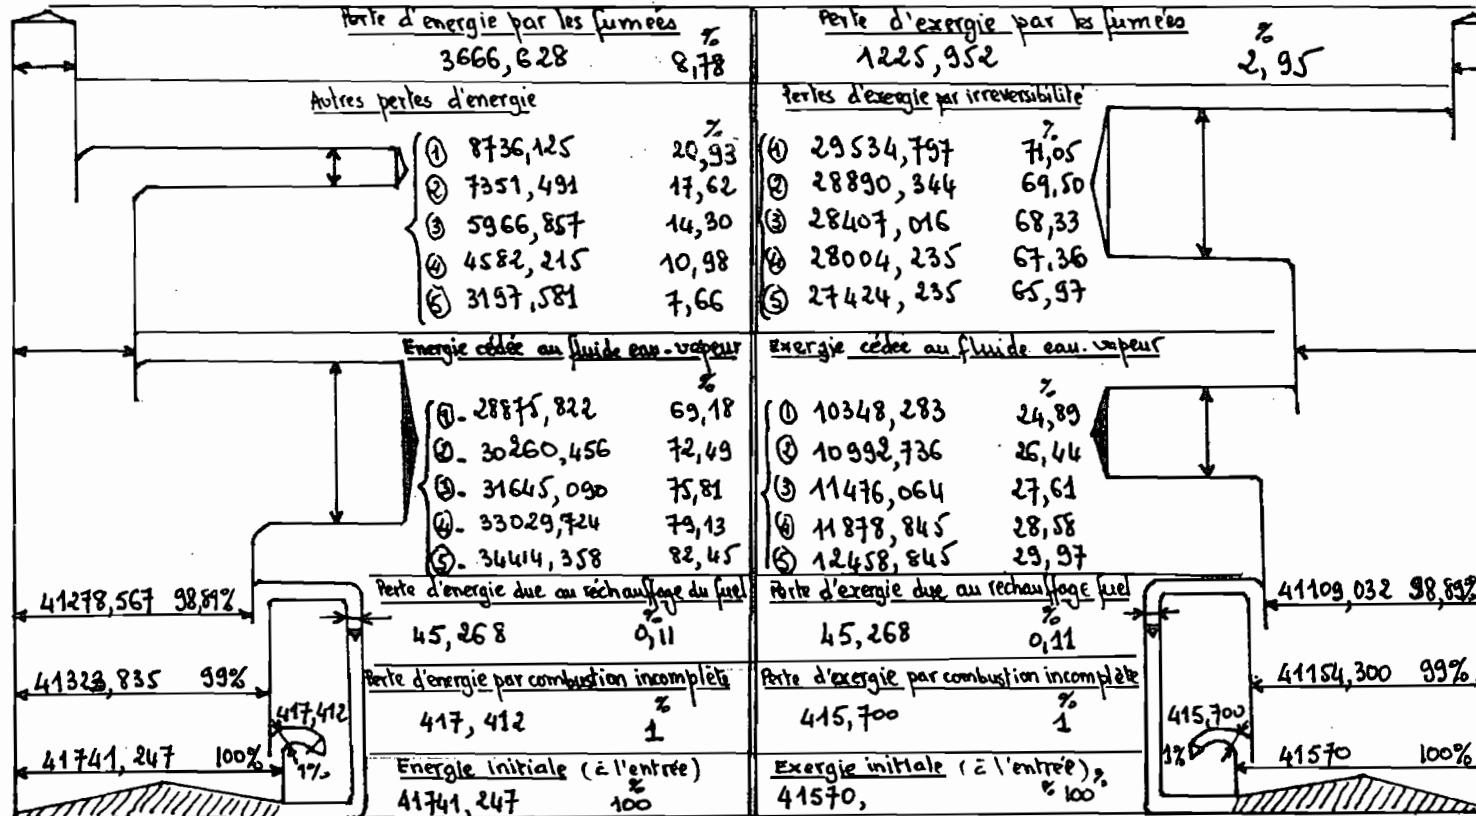 Perte d'energie par les fumées
%
3666,628 8,78
Autres pertes d'energie
%
① 8736,125 20,93
② 7351,491 17,62
③ 5966,857 14,30
④ 4582,215 10,98
⑤ 3197,581 7,66
Energie cédée au fluide eau-vapeur
%
①- 28875,822 69,18
②- 30260,456 72,49
③- 31645,090 75,81
④- 33029,724 79,13
⑤- 34414,358 82,45
41278,567 98,89%
Perte d'énergie due au réchauffage du fuel
%
45,268 0,11
41323,835 99%
Perte d'énergie par combustion incomplète
%
417,412 1
417,412
1%
41741,247 100%
Energie initiale (à l'entrée)
%
41741,247 100
Perte d'exergie par les fumées
%
1225,952 2,95
Pertes d'exergie par irreversibilité
%
① 29534,797 71,05
② 28890,344 69,50
③ 28407,016 68,33
④ 28004,235 67,36
⑤ 27424,235 65,97
Exergie cédée au fluide eau-vapeur
%
① 10348,283 24,89
② 10992,736 26,44
③ 11476,064 27,61
④ 11878,845 28,58
⑤ 12458,845 29,97
Perte d'exergie due au rechauffage fuel
%
45,268 0,11
41109,032 98,89%
Perte d'exergie par combustion incomplète
%
415,700 1
41154,300 99%
415,700
1%
41570 100%
Exergie initiale (à l'entrée) %
41570, % 100